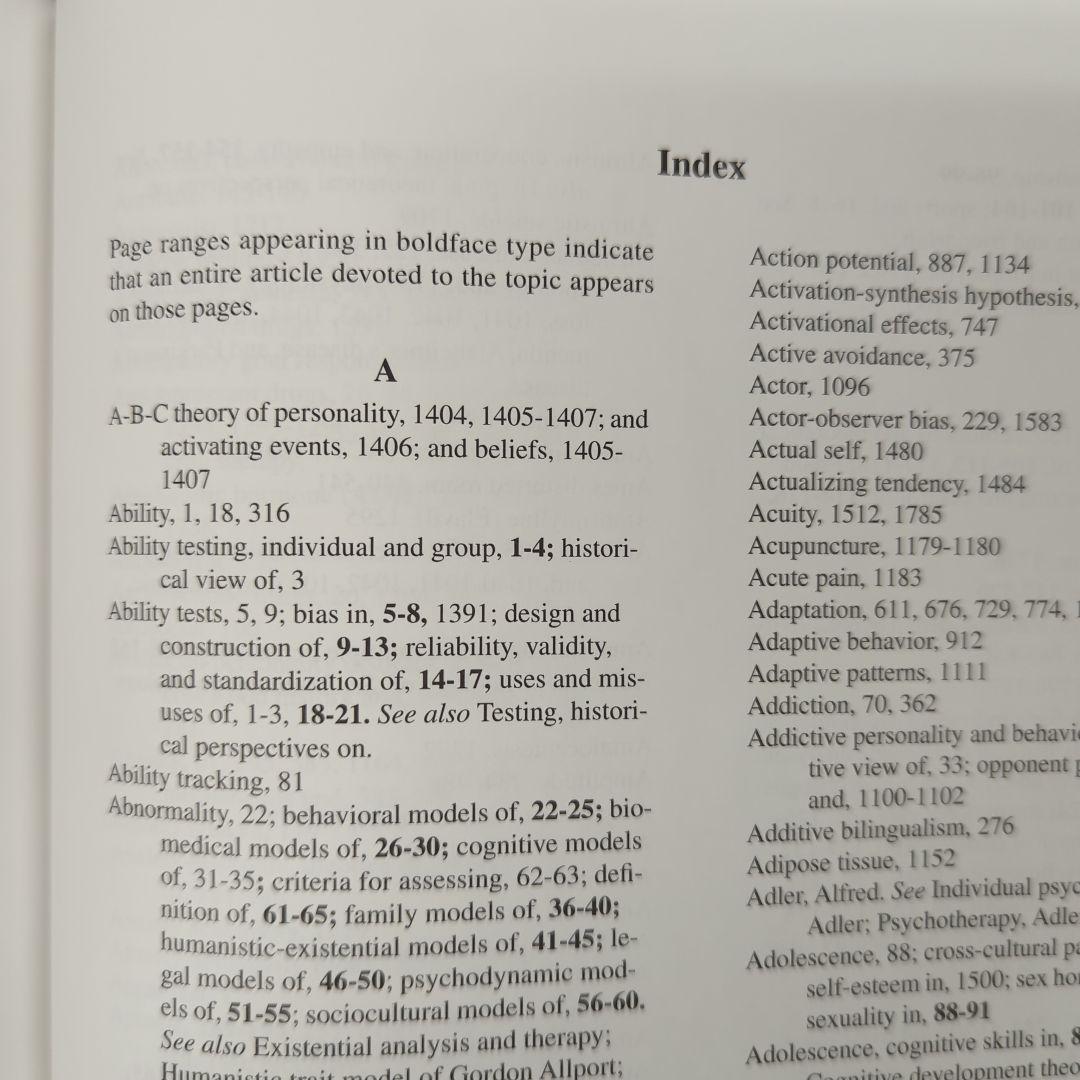 Index
Page ranges appearing in boldface type indicate
that an entire article devoted to the topic appears
on those pages.
A
A-B-C theory of personality, 1404, 1405-1407; and
activating events, 1406; and beliefs, 1405-
1407
Ability, 1, 18, 316
Ability testing, individual and group, 1-4; histori-
cal view of, 3
Ability tests, 5, 9; bias in, 5-8, 1391; design and
construction of, 9-13; reliability, validity,
and standardization of, 14-17; uses and mis-
uses of, 1-3, 18-21. See also Testing, histori-
cal perspectives on.
Ability tracking, 81
Abnormality, 22; behavioral models of, 22-25; bio-
medical models of, 26-30; cognitive models
of, 31-35; criteria for assessing, 62-63; defi-
nition of, 61-65; family models of, 36-40;
humanistic-existential models of, 41-45; le-
gal models of, 46-50; psychodynamic mod-
els of, 51-55; sociocultural models of, 56-60.
See also Existential analysis and therapy;
Humanistic trait model of Gordon Allport;
Action potential, 887, 1134
Activation-synthesis hypothesis,
Activational effects, 747
Active avoidance, 375
Actor, 1096
Actor-observer bias, 229, 1583
Actual self, 1480
Actualizing tendency, 1484
Acuity, 1512, 1785
Acupuncture, 1179-1180
Acute pain, 1183
Adaptation, 611, 676, 729, 774,
Adaptive behavior, 912
Adaptive patterns, 1111
Addiction, 70, 362
Addictive personality and
tive view of, 33; opponent
and, 1100-1102
Additive bilingualism, 276
Adipose tissue, 1152
Adler, Alfred. See Individual
Adler; Psychotherapy,
Adolescence, 88; cross-cultural
self-esteem in, 1500; sex
sexuality in, 88-91
Adolescence, cognitive skills in,
Cognitive development